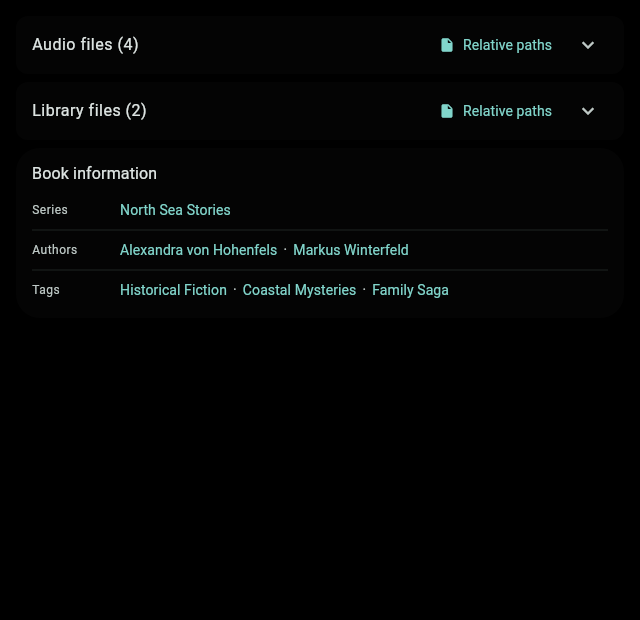 Audio files (4) Relative paths
Library files (2) Relative paths
Book information
Series North Sea Stories
Authors Alexandra von Hohenfels · Markus Winterfeld
Tags Historical Fiction · Coastal Mysteries · Family Saga